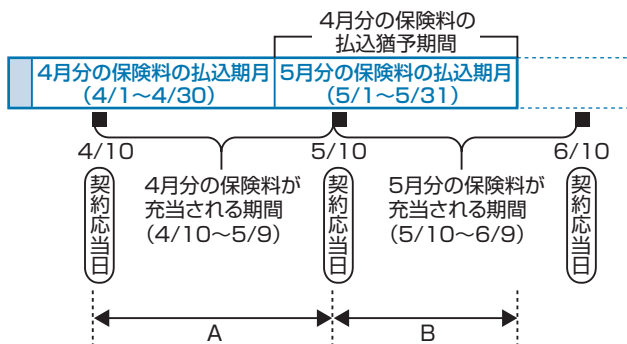 4月分の保険料の
払込猶予期間
4月分の保険料の払込期月
(4/1～4/30)
5月分の保険料の払込期月
(5/1～5/31)
4/10
5/10
6/10
契約応当日
4月分の保険料が
充当される期間
(4/10～5/9)
契約応当日
5月分の保険料が
充当される期間
(5/10～6/9)
契約応当日
A
B